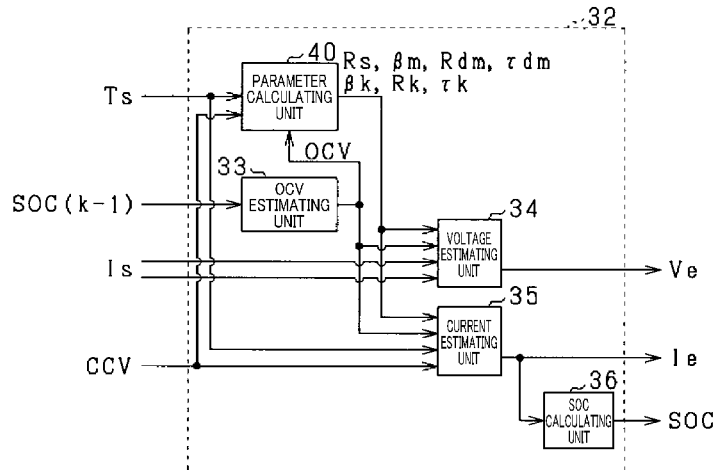 32
40
Rs, βm, Rdm, τdm
βk, Rk, τk
Ts
PARAMETER
CALCULATING
UNIT
OCV
33
SOC(k-1)
OCV
ESTIMATING
UNIT
34
VOLTAGE
ESTIMATING
UNIT
Is
Ve
35
CURRENT
ESTIMATING
UNIT
CCV
Ie
36
SOC
CALCULATING
UNIT
SOC